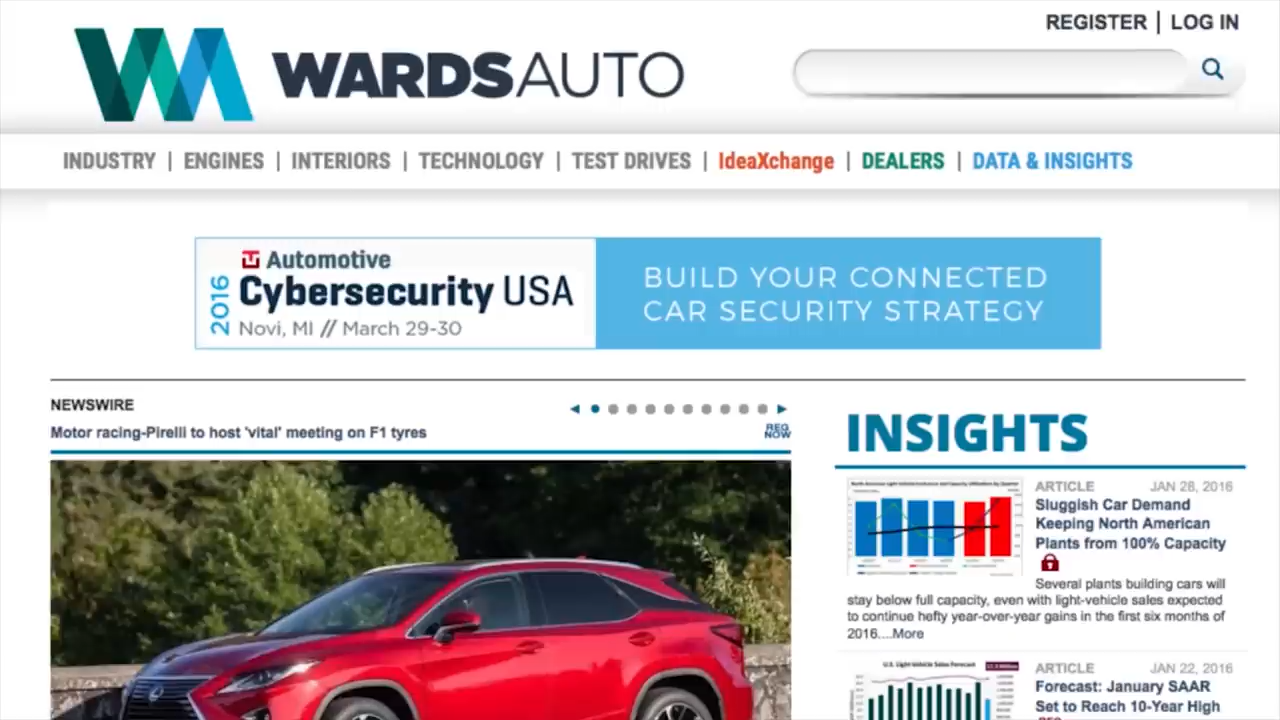 REGISTER | LOG IN
WARDSAUTO
INDUSTRY | ENGINES | INTERIORS | TECHNOLOGY | TEST DRIVES | IdeaXchange | DEALERS | DATA & INSIGHTS
2016
Automotive
Cybersecurity USA
Novi, MI // March 29-30
BUILD YOUR CONNECTED
CAR SECURITY STRATEGY
NEWSWIRE
Motor racing-Pirelli to host 'vital' meeting on F1 tyres
REG
NOW
INSIGHTS
ARTICLE JAN 28, 2016
Sluggish Car Demand
Keeping North American
Plants from 100% Capacity
Several plants building cars will
stay below full capacity, even with light-vehicle sales expected
to continue hefty year-over-year gains in the first six months of
2016....More
U.S. Light-Vehicle Sales Forecast
ARTICLE JAN 22, 2016
Forecast: January SAAR
Set to Reach 10-Year High